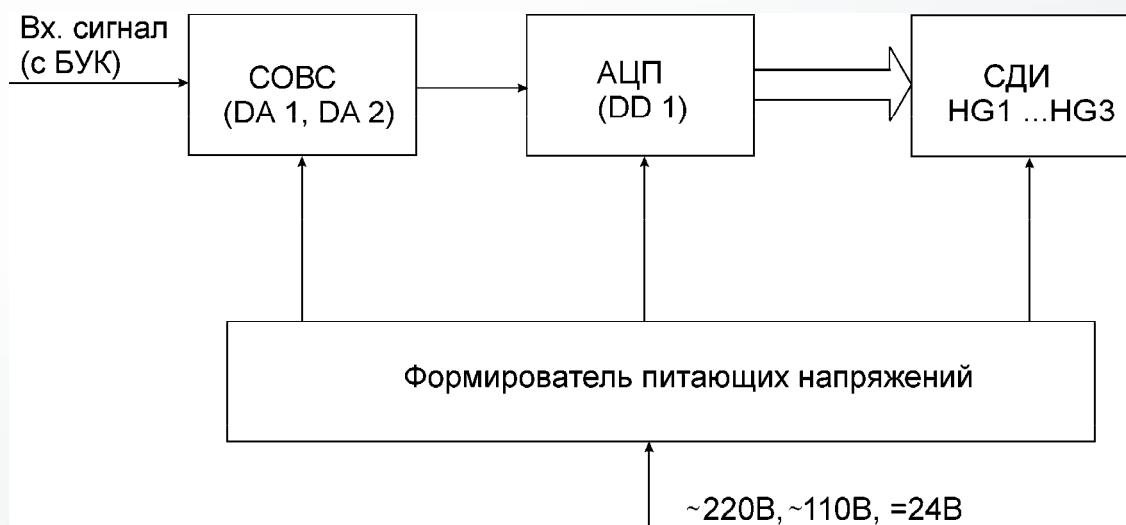 Вх. сигнал
(с БУК)
СОВС
(DA 1, DA 2)
АЦП
(DD 1)
СДИ
HG1 ...HG3
Формирователь питающих напряжений
~220В, ~110В, =24В